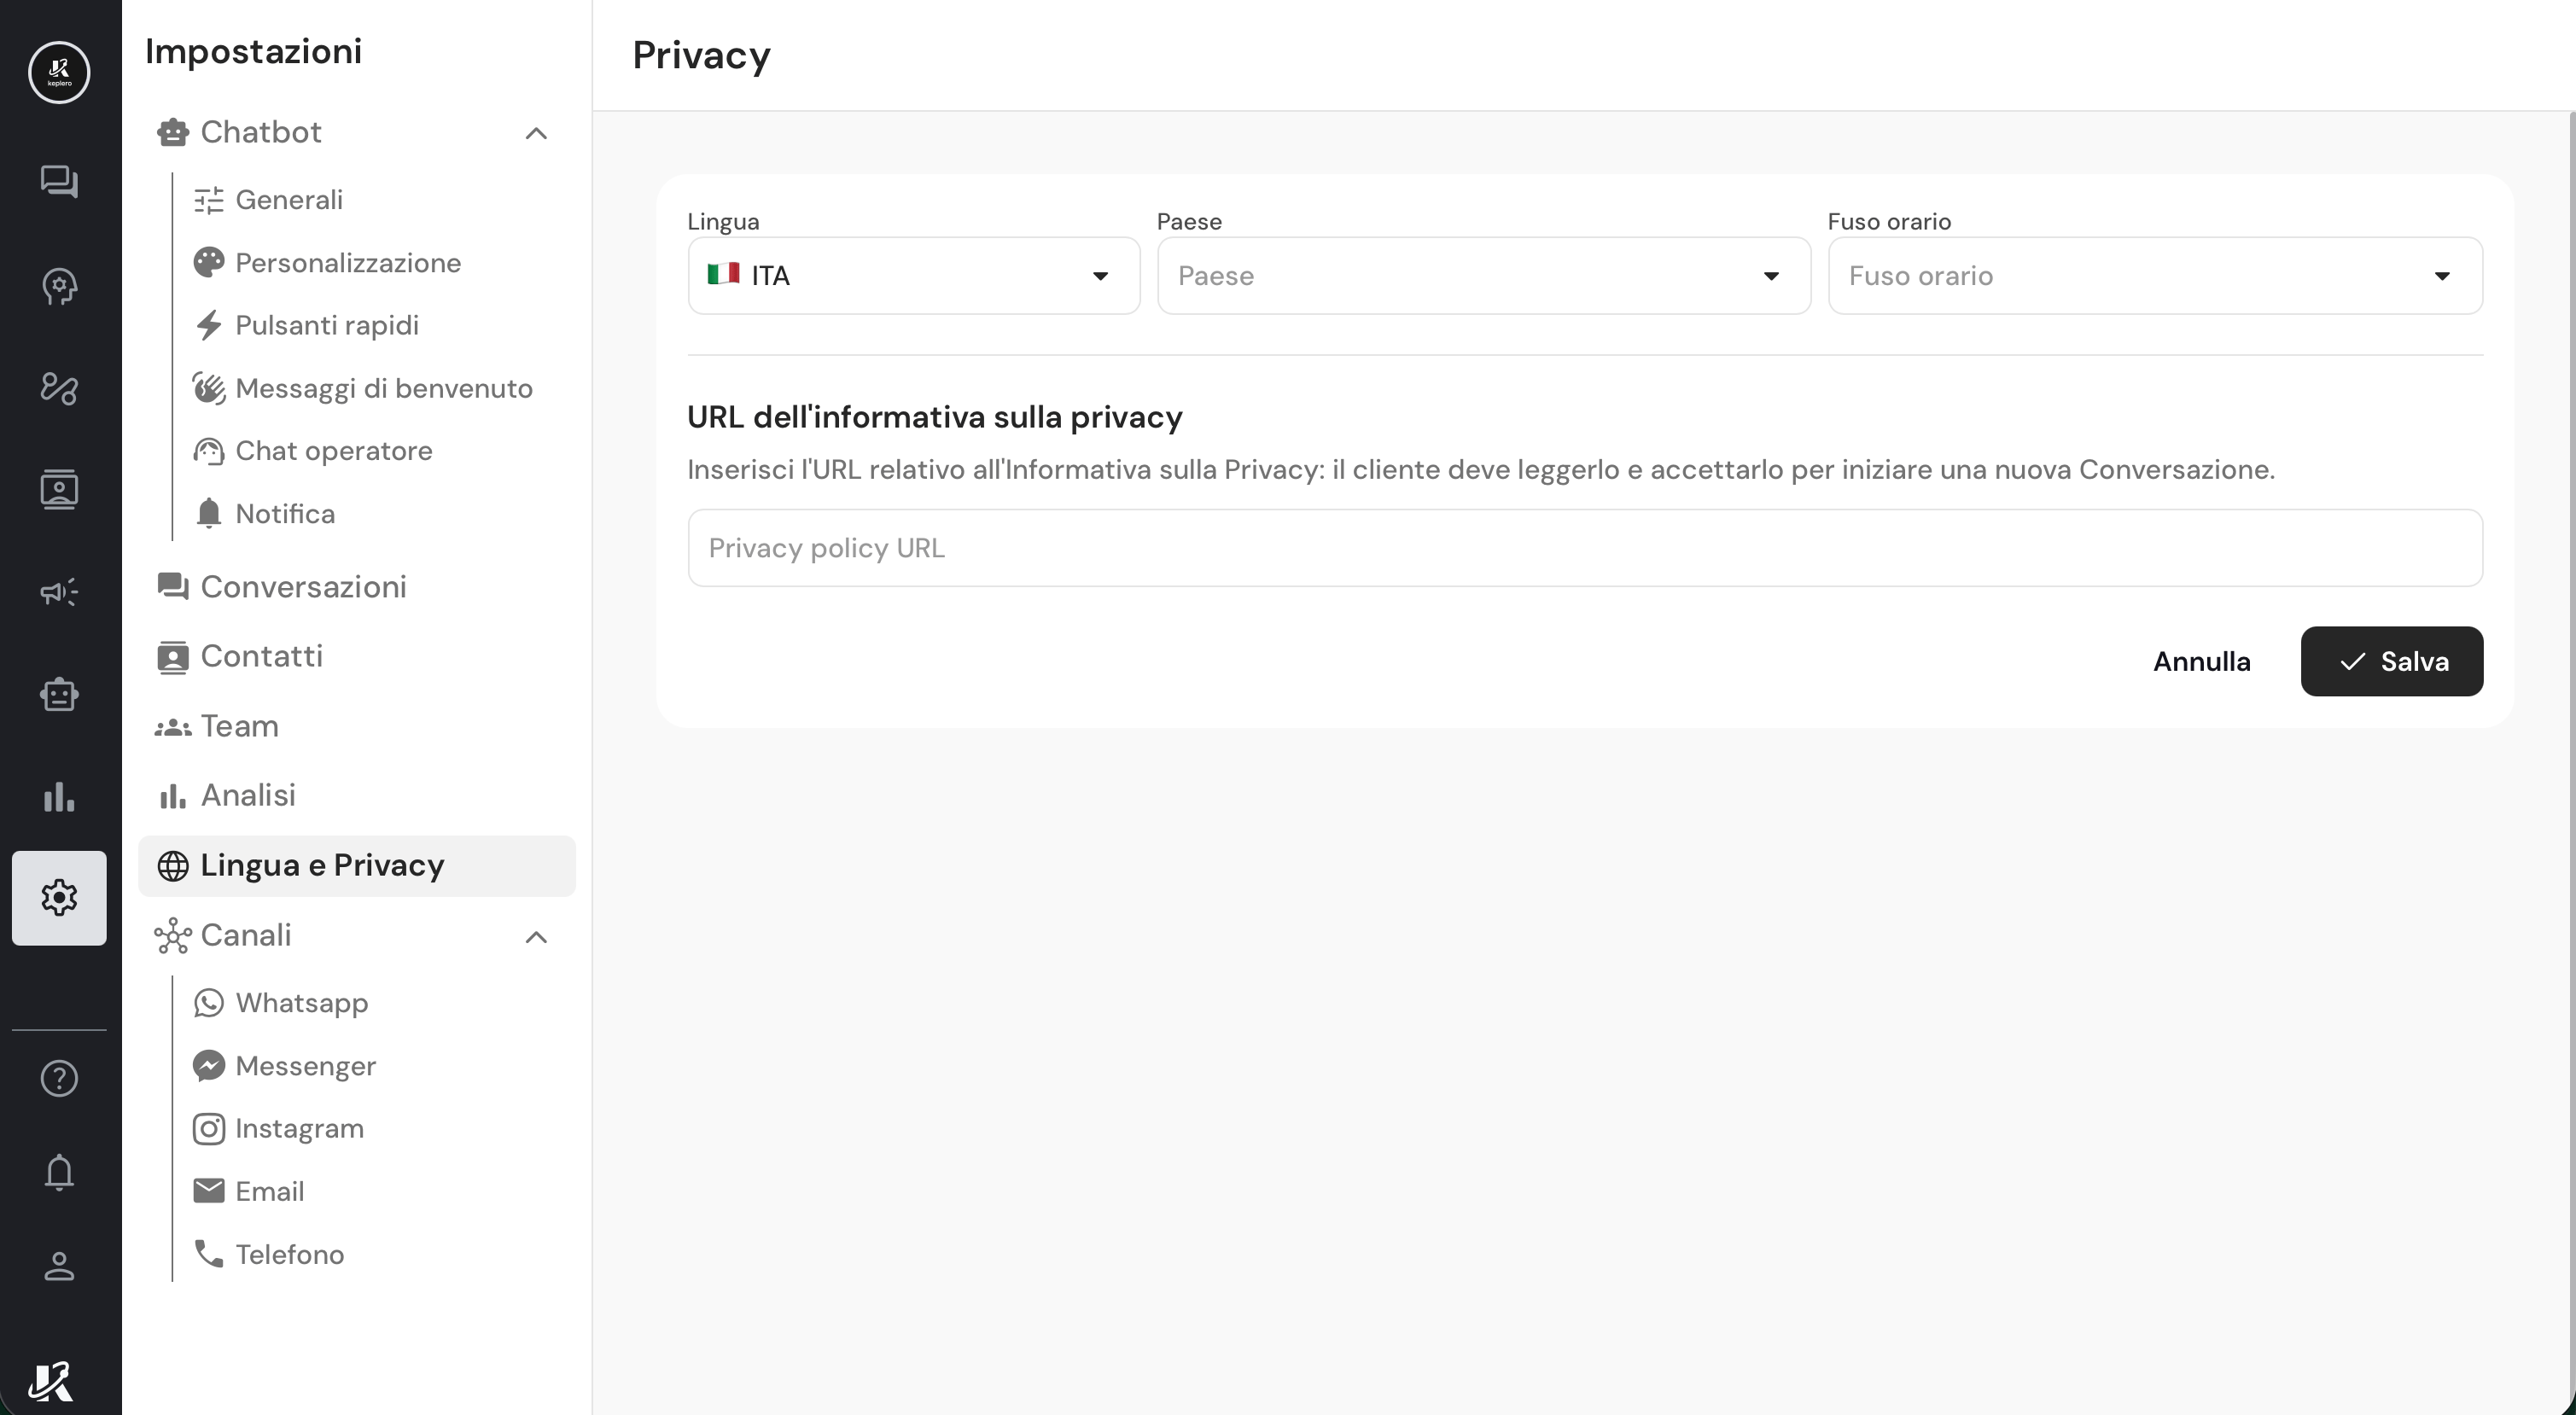 keplero
Impostazioni
Chatbot
Generali
Personalizzazione
Pulsanti rapidi
Messaggi di benvenuto
Chat operatore
Notifica
Conversazioni
Contatti
Team
Analisi
Lingua e Privacy
Canali
Whatsapp
Messenger
Instagram
Email
Telefono
Privacy
Lingua Paese Fuso orario
ITA Paese Fuso orario
URL dell'informativa sulla privacy
Inserisci l'URL relativo all'Informativa sulla Privacy: il cliente deve leggerlo e accettarlo per iniziare una nuova Conversazione.
Privacy policy URL
Annulla Salva